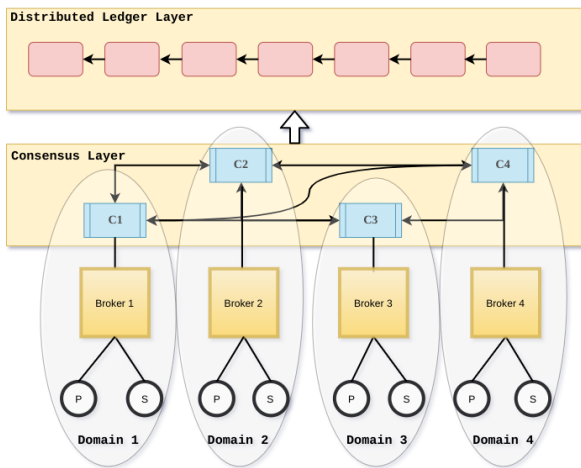 Distributed Ledger Layer
Consensus Layer
C2
C4
C1
C3
Broker 1
Broker 2
Broker 3
Broker 4
P
S
P
S
P
S
P
S
Domain 1
Domain 2
Domain 3
Domain 4